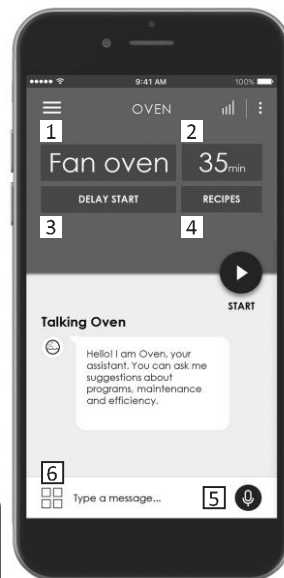 9:41 AM 100%
OVEN
1 2
Fan oven 35min
DELAY START RECIPES
3 4
START
Talking Oven
Hello! I am Oven, your
assistant. You can ask me
suggestions about
programs, maintenance
and efficiency.
6
Type a message... 5